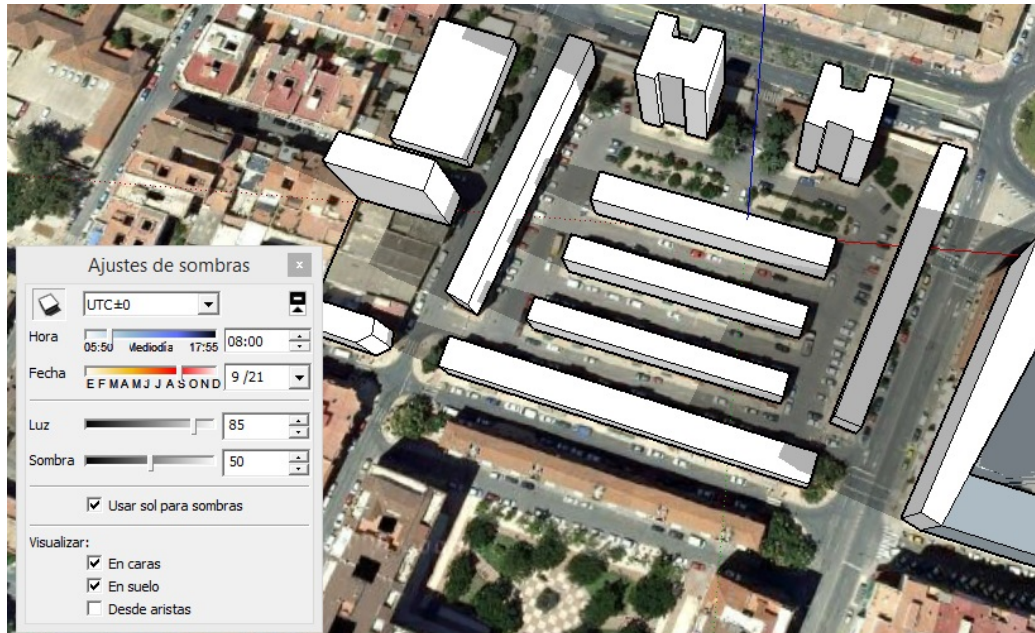 Ajustes de sombras x
UTC±0
Hora 05:50 Mediodía 17:55 08:00
Fecha E F M A M J J A S O N D 9 /21
Luz 85
Sombra 50
Usar sol para sombras
Visualizar:
En caras
En suelo
Desde aristas